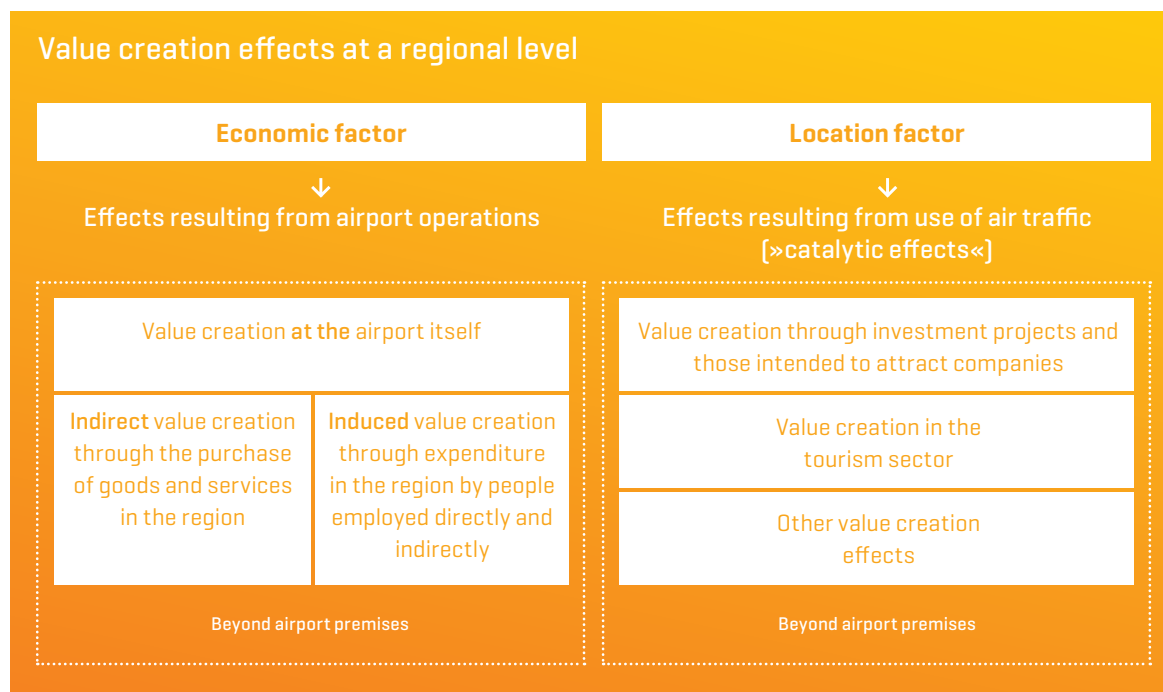 Value creation effects at a regional level
Economic factor
↓
Effects resulting from airport operations
Value creation at the airport itself
Indirect value creation
through the purchase
of goods and services
in the region
Induced value creation
through expenditure
in the region by people
employed directly and
indirectly
Beyond airport premises
Location factor
↓
Effects resulting from use of air traffic
(»catalytic effects«)
Value creation through investment projects and
those intended to attract companies
Value creation in the
tourism sector
Other value creation
effects
Beyond airport premises